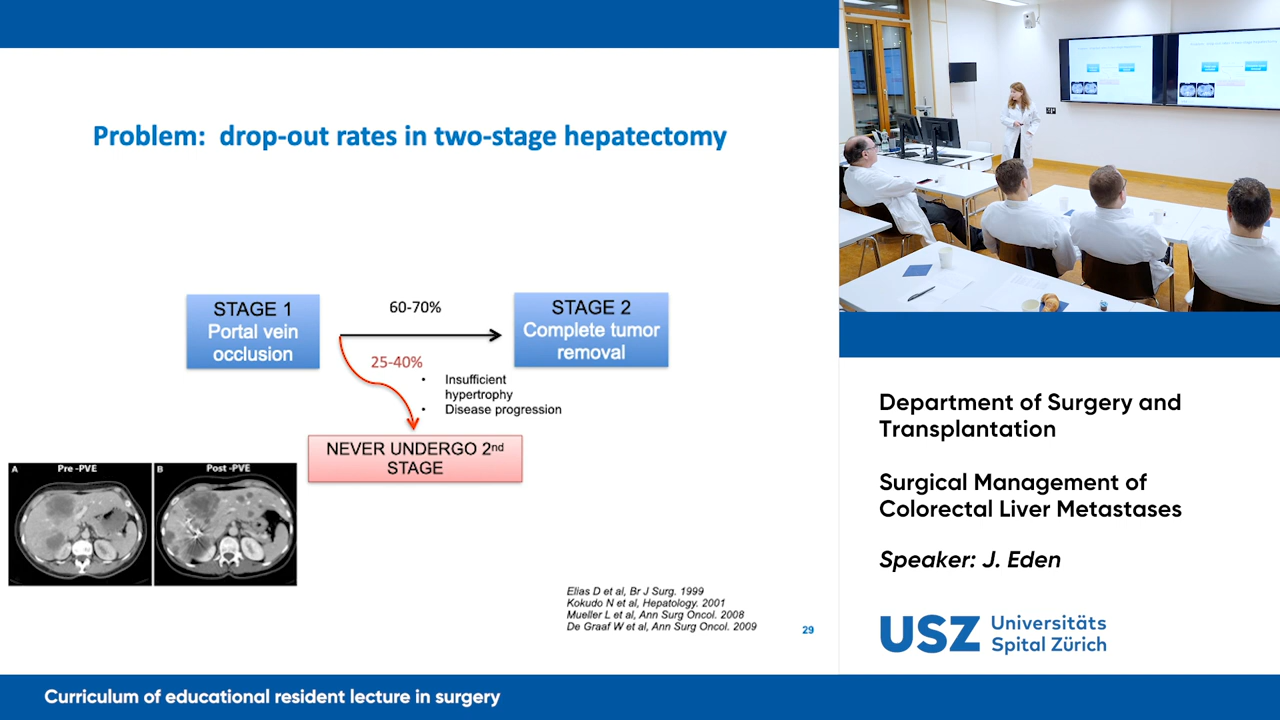 Problem: drop-out rates in two-stage hepatectomy
STAGE 1
Portal vein
occlusion
60-70%
STAGE 2
Complete tumor
removal
25-40%
• Insufficient
hypertrophy
• Disease progression
NEVER UNDERGO 2nd
STAGE
A Pre -PVE
B Post -PVE
Elias D et al, Br J Surg. 1999
Kokudo N et al, Hepatology. 2001
Mueller L et al, Ann Surg Oncol. 2008
De Graaf W et al, Ann Surg Oncol. 2009
29
Department of Surgery and
Transplantation
Surgical Management of
Colorectal Liver Metastases
Speaker: J. Eden
USZ Universitäts
Spital Zürich
Curriculum of educational resident lecture in surgery